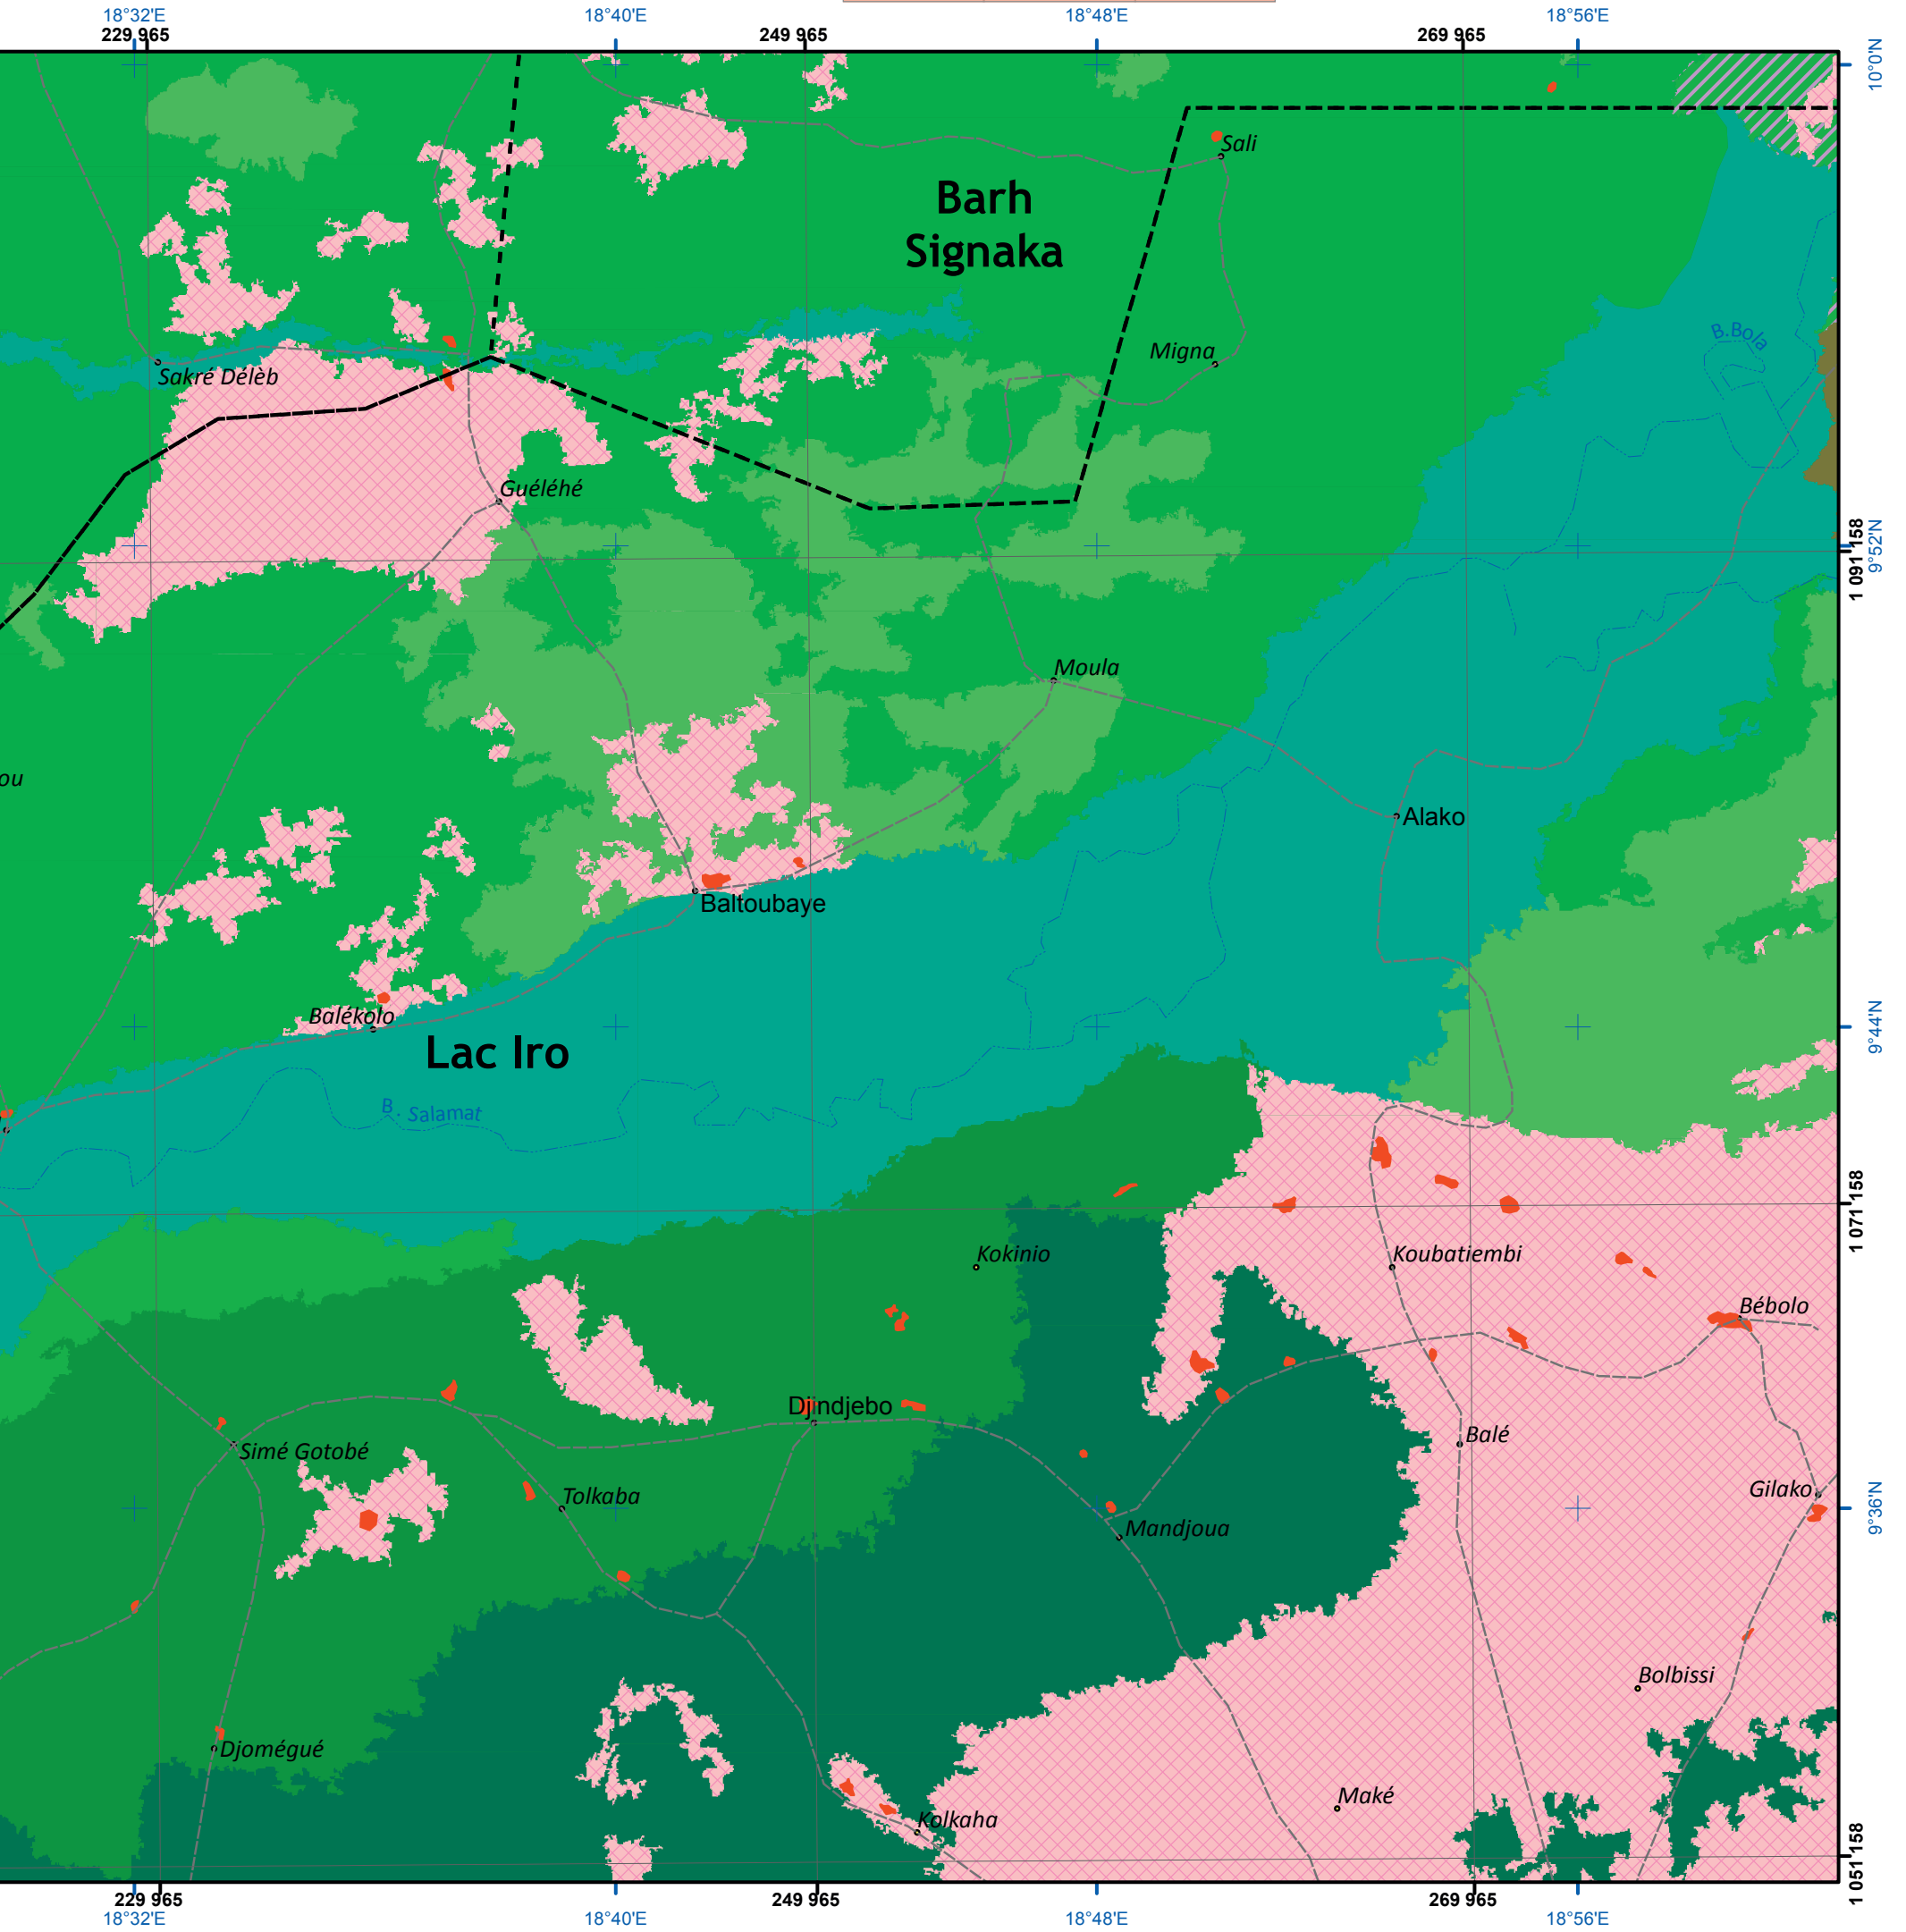 18°32'E
18°40'E
18°48'E
18°56'E
229 965
249 965
269 965
10°0'N
Sali
Barh
Signaka
B.Bola
Migna
Sakré Délèb
Guéléhé
9°52'N
1 091 158
Moula
ou
Alako
Baltoubaye
Balékolo
9°44'N
Lac Iro
B. Salamat
1 071 158
Kokinio
Koubatiembi
Bébolo
Djindjebo
Balé
Simé Gotobé
Gilako
Tolkaba
9°36'N
Mandjoua
Bolbissi
Djomégué
Maké
Kolkaha
1 051 158
229 965
249 965
269 965
18°32'E
18°40'E
18°48'E
18°56'E